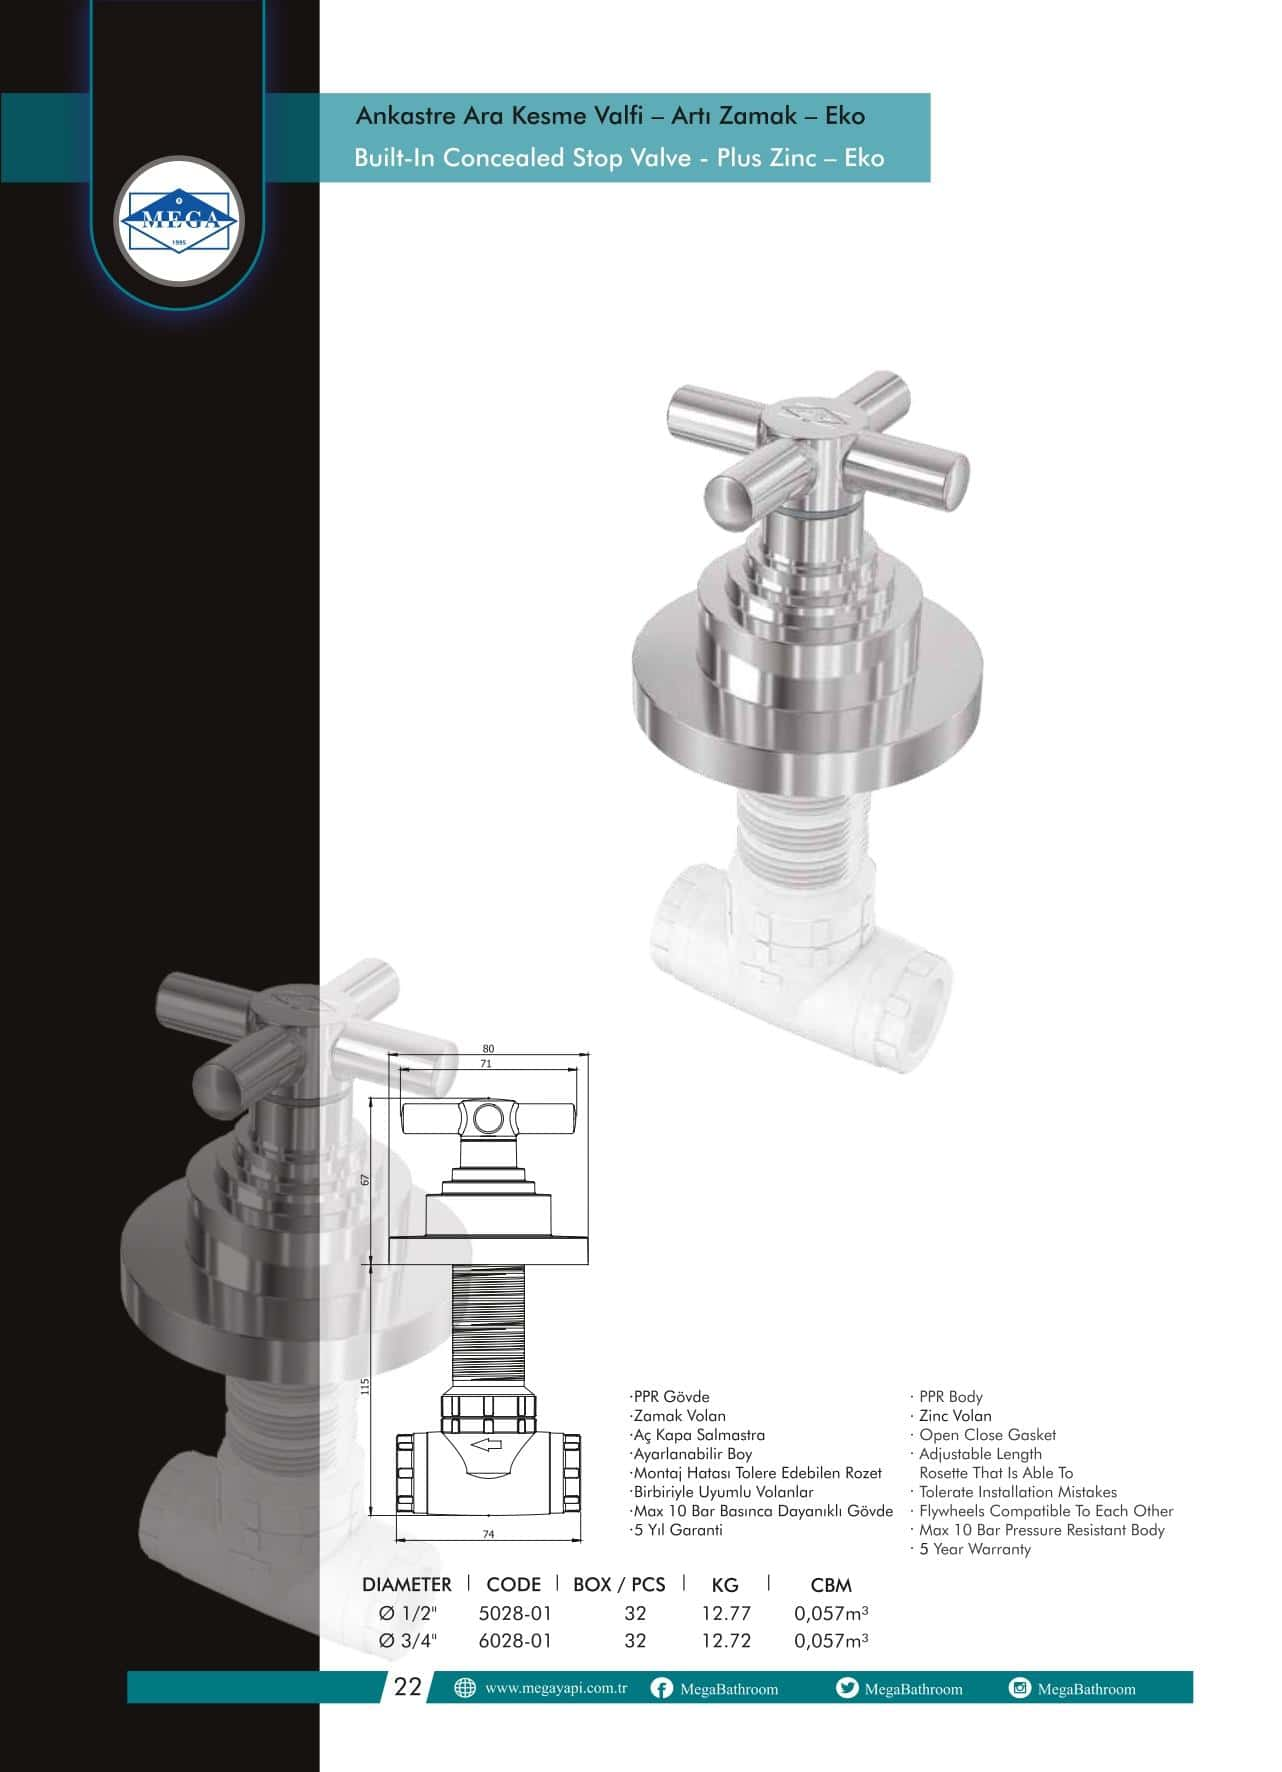 Ankastre Ara Kesme Valfi – Artı Zamak – Eko
Built-In Concealed Stop Valve - Plus Zinc – Eko
MEGA
1995
80
71
67
115
74
·PPR Gövde
·Zamak Volan
·Aç Kapa Salmastra
·Ayarlanabilir Boy
·Montaj Hatası Tolere Edebilen Rozet
·Birbiriyle Uyumlu Volanlar
·Max 10 Bar Basınca Dayanıklı Gövde
·5 Yıl Garanti
· PPR Body
· Zinc Volan
· Open Close Gasket
· Adjustable Length
Rosette That Is Able To
· Tolerate Installation Mistakes
· Flywheels Compatible To Each Other
· Max 10 Bar Pressure Resistant Body
· 5 Year Warranty
DIAMETER | CODE | BOX / PCS | KG | CBM
Ø 1/2" 5028-01 32 12.77 0,057m³
Ø 3/4" 6028-01 32 12.72 0,057m³
22 www.megayapi.com.tr MegaBathroom MegaBathroom MegaBathroom